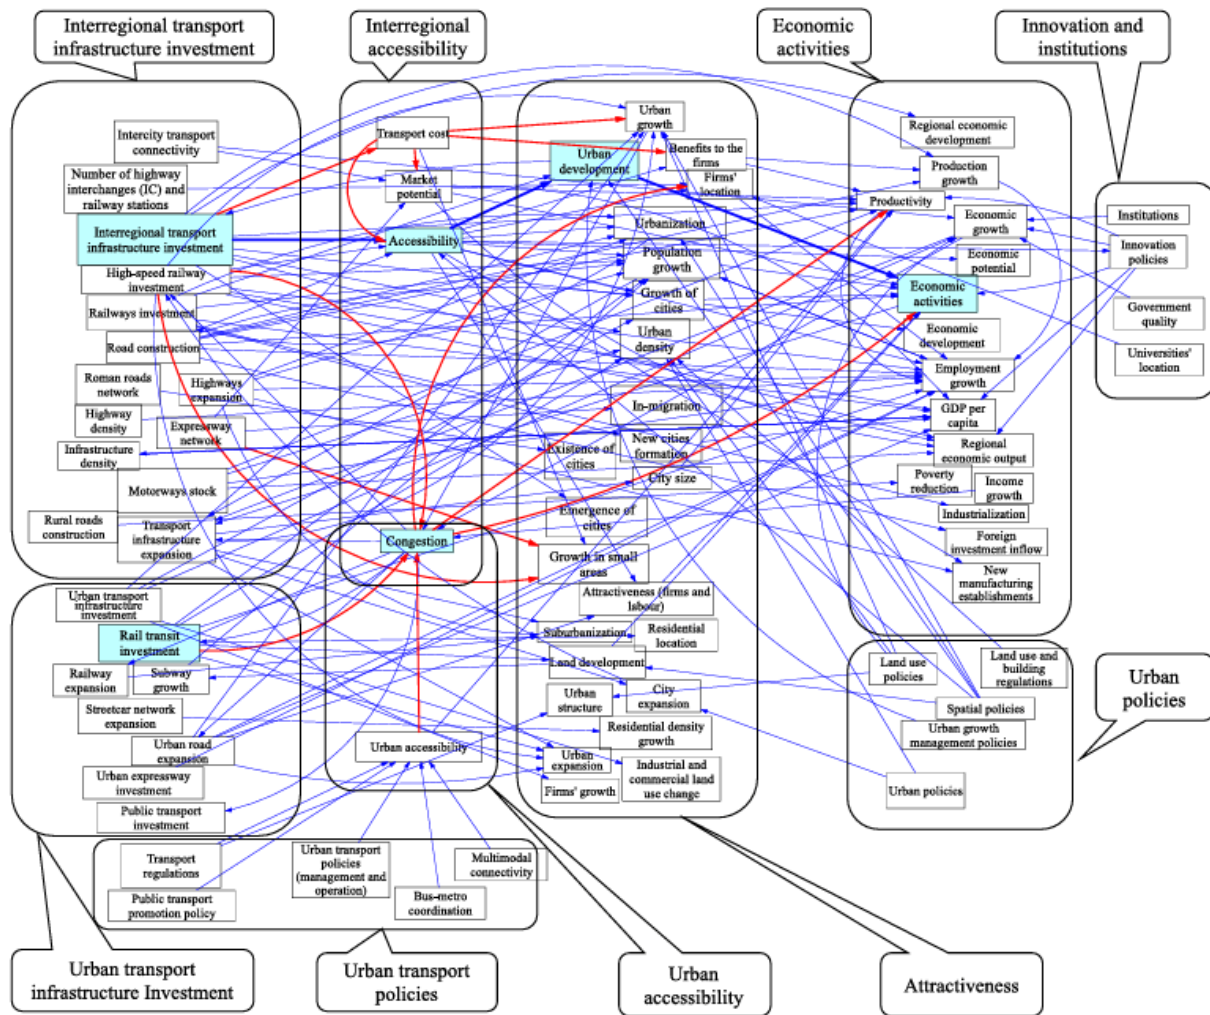 Interregional transport
infrastructure investment
Interregional
accessibility
Economic
activities
Innovation and
institutions
Intercity transport
connectivity
Number of highway
interchanges (IC) and
railway stations
Interregional transport
infrastructure investment
High-speed railway
investment
Railways investment
Road construction
Roman roads
network
Highways
expansion
Highway
density
Expressway
network
Infrastructure
density
Motorways stock
Rural roads
construction
Transport
infrastructure
expansion
Transport cost
Market
potential
Accessibility
Congestion
Urban
growth
Urban
development
Benefits to the
firms
Firms'
location
Urbanization
Population
growth
Growth of
cities
Urban
density
In-migration
New cities
formation
Existence of
cities
City size
Emergence of
cities
Growth in small
areas
Attractiveness (firms and
labour)
Suburbanization
Residential
location
Land development
Urban
structure
City
expansion
Residential density
growth
Urban
expansion
Industrial and
commercial land
use change
Firms' growth
Regional economic
development
Production
growth
Productivity
Economic
growth
Economic
potential
Economic
activities
Economic
development
Employment
growth
GDP per
capita
Regional
economic output
Poverty
reduction
Income
growth
Industrialization
Foreign
investment inflow
New
manufacturing
establishments
Institutions
Innovation
policies
Government
quality
Universities'
location
Urban transport
infrastructure
investment
Rail transit
investment
Railway
expansion
Subway
growth
Streetcar network
expansion
Urban road
expansion
Urban expressway
investment
Public transport
investment
Urban accessibility
Land use
policies
Land use and
building
regulations
Spatial policies
Urban growth
management policies
Urban policies
Urban
policies
Transport
regulations
Public transport
promotion policy
Urban transport
policies
(management and
operation)
Bus-metro
coordination
Multimodal
connectivity
Urban transport
infrastructure Investment
Urban transport
policies
Urban
accessibility
Attractiveness